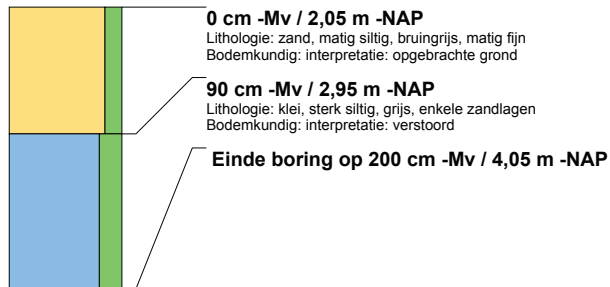 0 cm -Mv / 2,05 m -NAP
Lithologie: zand, matig siltig, bruingrijs, matig fijn
Bodemkundig: interpretatie: opgebrachte grond
90 cm -Mv / 2,95 m -NAP
Lithologie: klei, sterk siltig, grijs, enkele zandlagen
Bodemkundig: interpretatie: verstoord
Einde boring op 200 cm -Mv / 4,05 m -NAP